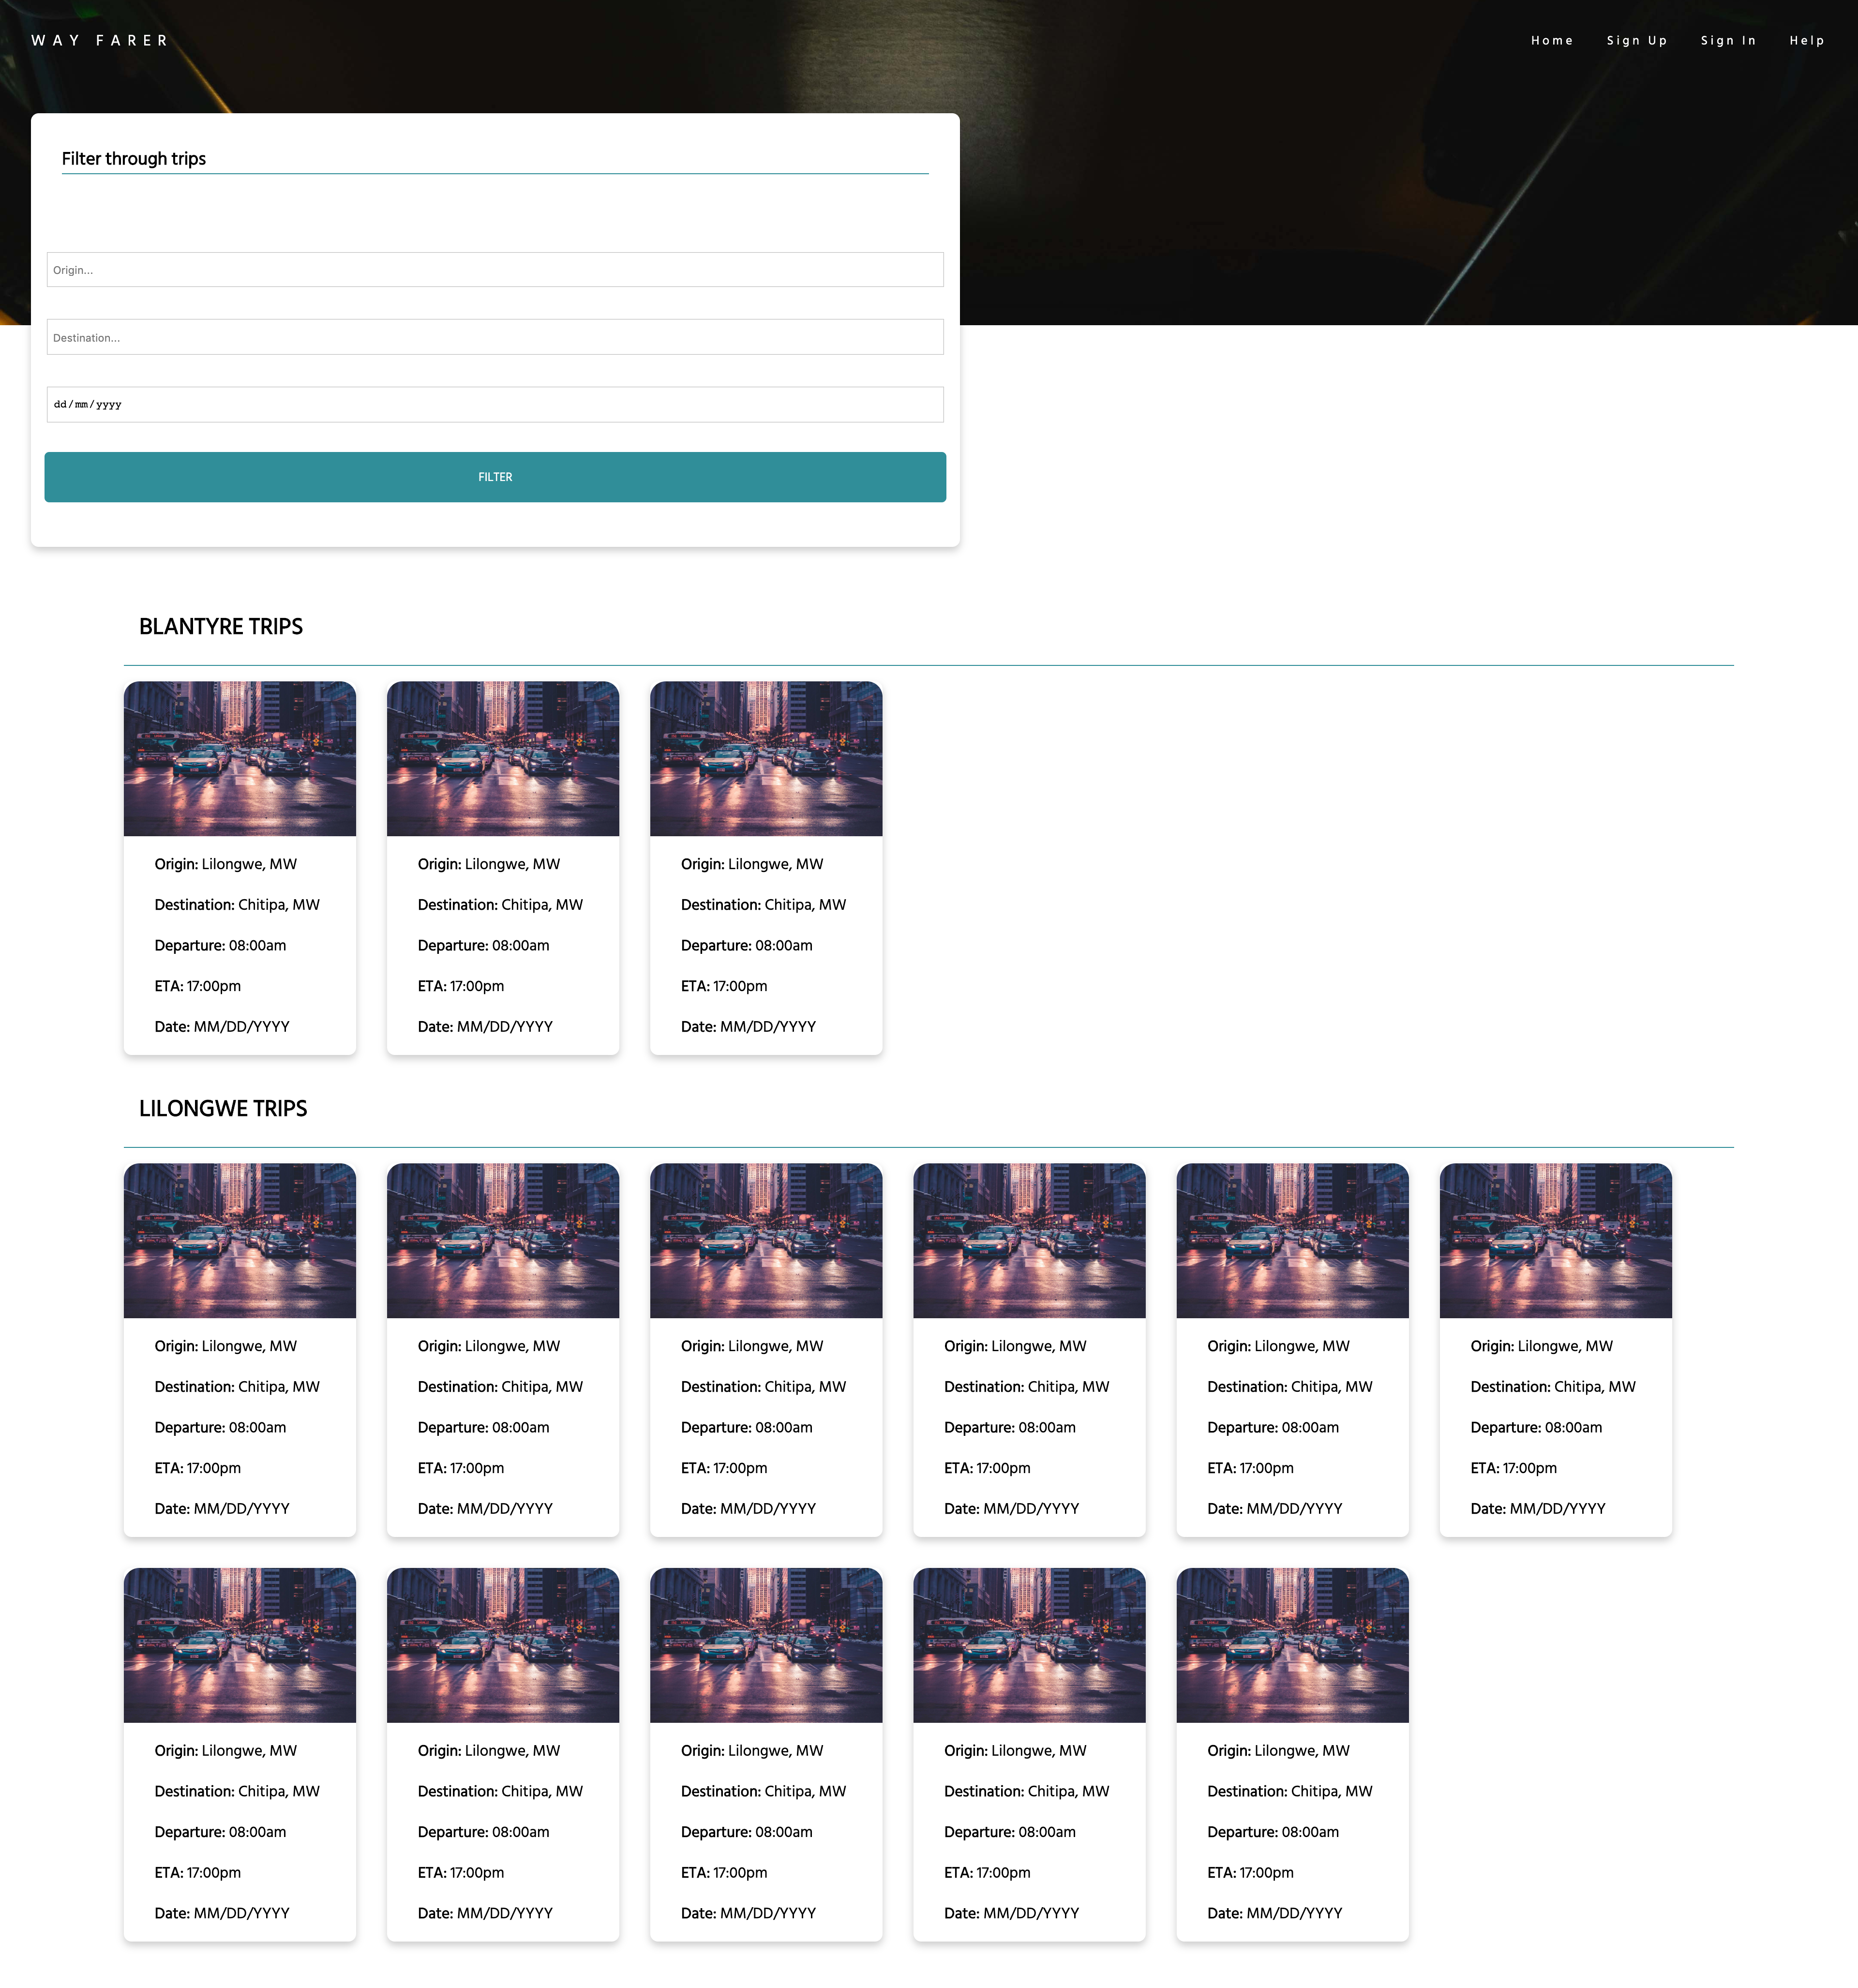 WAY FARER
Home Sign Up Sign In Help
Filter through trips
Origin...
Destination...
dd/mm/yyyy
FILTER
BLANTYRE TRIPS
Origin: Lilongwe, MW Origin: Lilongwe, MW Origin: Lilongwe, MW
Destination: Chitipa, MW Destination: Chitipa, MW Destination: Chitipa, MW
Departure: 08:00am Departure: 08:00am Departure: 08:00am
ETA: 17:00pm ETA: 17:00pm ETA: 17:00pm
Date: MM/DD/YYYY Date: MM/DD/YYYY Date: MM/DD/YYYY
LILONGWE TRIPS
Origin: Lilongwe, MW Origin: Lilongwe, MW Origin: Lilongwe, MW Origin: Lilongwe, MW Origin: Lilongwe, MW Origin: Lilongwe, MW
Destination: Chitipa, MW Destination: Chitipa, MW Destination: Chitipa, MW Destination: Chitipa, MW Destination: Chitipa, MW Destination: Chitipa, MW
Departure: 08:00am Departure: 08:00am Departure: 08:00am Departure: 08:00am Departure: 08:00am Departure: 08:00am
ETA: 17:00pm ETA: 17:00pm ETA: 17:00pm ETA: 17:00pm ETA: 17:00pm ETA: 17:00pm
Date: MM/DD/YYYY Date: MM/DD/YYYY Date: MM/DD/YYYY Date: MM/DD/YYYY Date: MM/DD/YYYY Date: MM/DD/YYYY
Origin: Lilongwe, MW Origin: Lilongwe, MW Origin: Lilongwe, MW Origin: Lilongwe, MW Origin: Lilongwe, MW
Destination: Chitipa, MW Destination: Chitipa, MW Destination: Chitipa, MW Destination: Chitipa, MW Destination: Chitipa, MW
Departure: 08:00am Departure: 08:00am Departure: 08:00am Departure: 08:00am Departure: 08:00am
ETA: 17:00pm ETA: 17:00pm ETA: 17:00pm ETA: 17:00pm ETA: 17:00pm
Date: MM/DD/YYYY Date: MM/DD/YYYY Date: MM/DD/YYYY Date: MM/DD/YYYY Date: MM/DD/YYYY